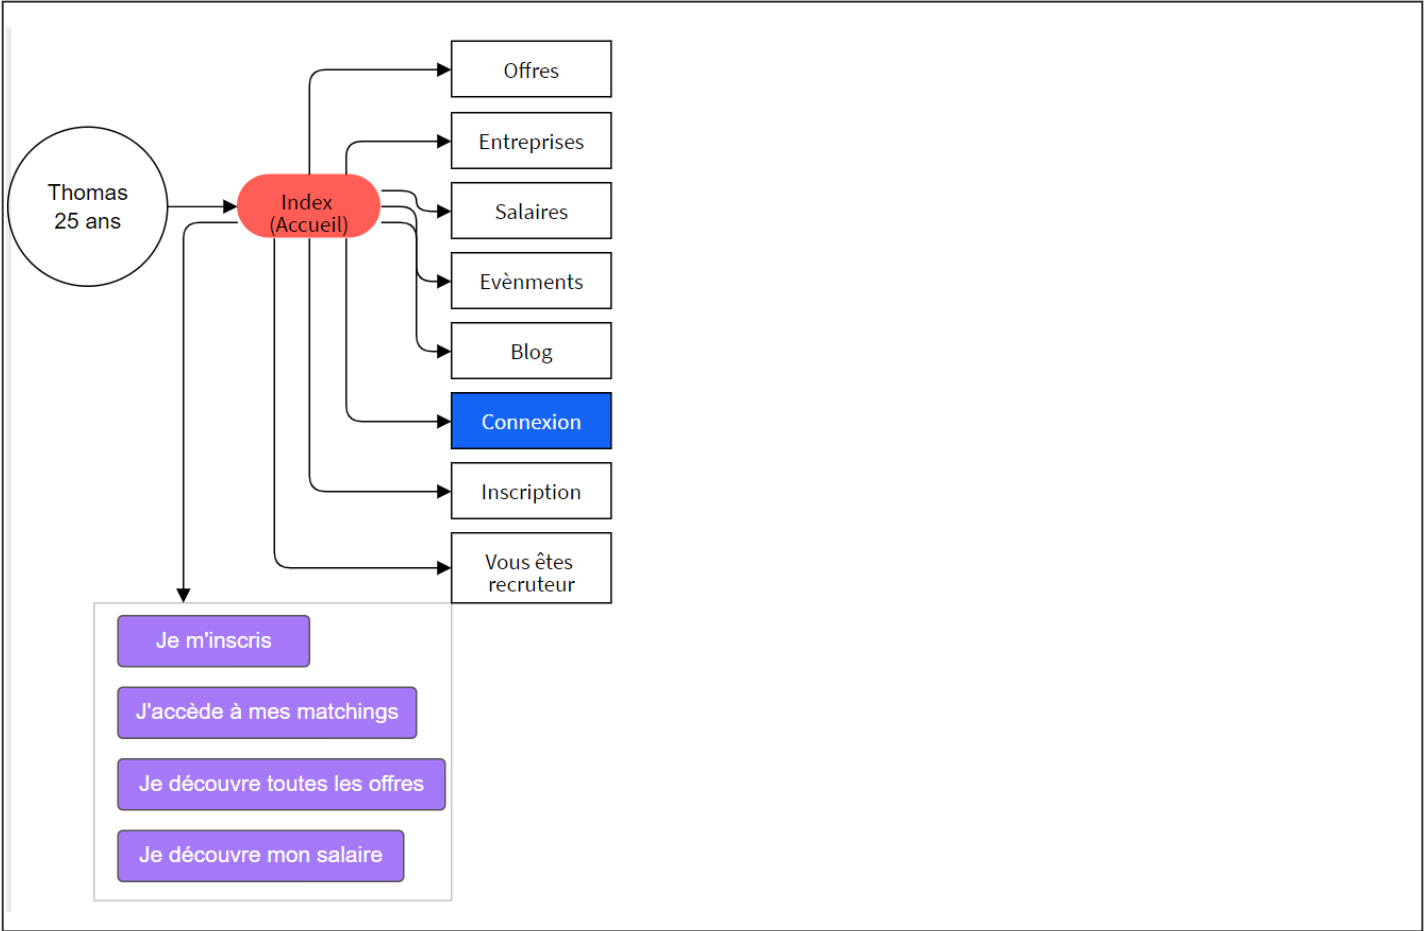 Offres
Entreprises
Thomas
25 ans
Index
(Accueil)
Salaires
Evènments
Blog
Connexion
Inscription
Vous êtes
recruteur
Je m'inscris
J'accède à mes matchings
Je découvre toutes les offres
Je découvre mon salaire